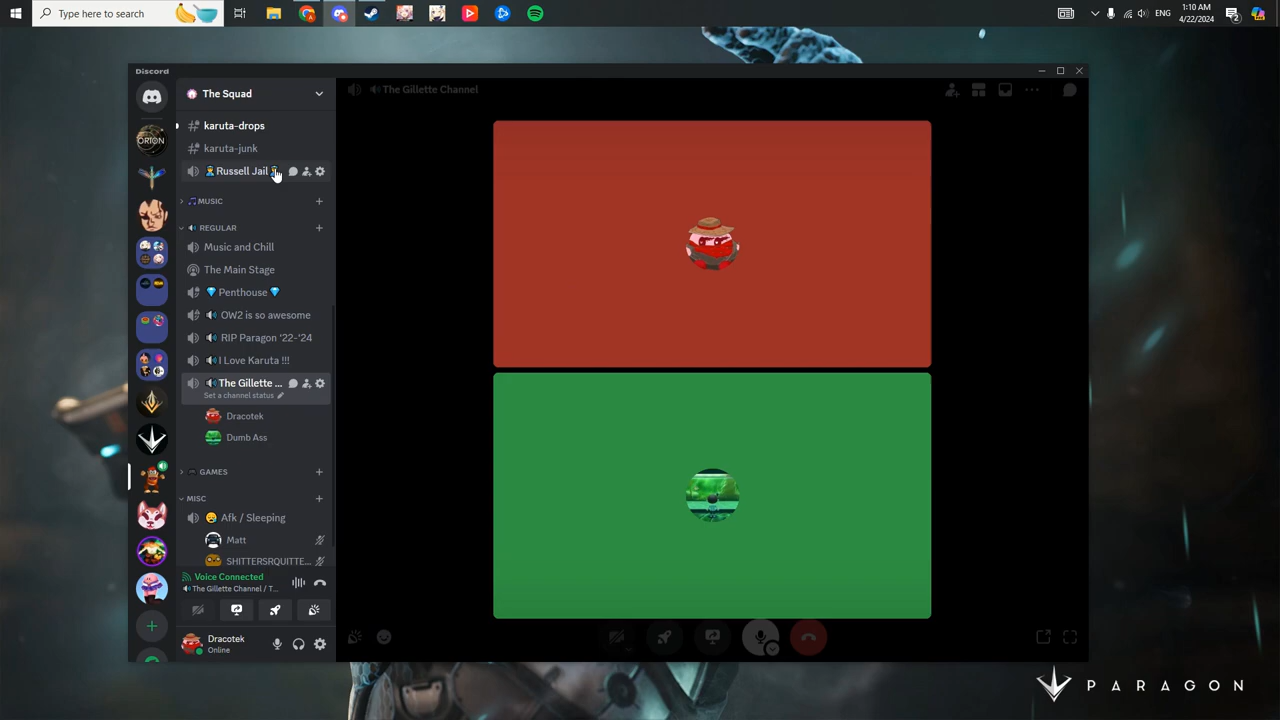 Type here to search
ENG
1:10 AM
4/22/2024
2
Discord
The Squad
The Gillette Channel
karuta-drops
karuta-junk
Russell Jail
MUSIC
REGULAR
Music and Chill
The Main Stage
Penthouse
OW2 is so awesome
RIP Paragon '22-'24
I Love Karuta !!!
The Gillette ...
Set a channel status
Dracotek
Dumb Ass
GAMES
MISC
Afk / Sleeping
Matt
SHITTERSRQUITTE...
Voice Connected
The Gillette Channel / T...
Dracotek
Online
ORTON
PARAGON